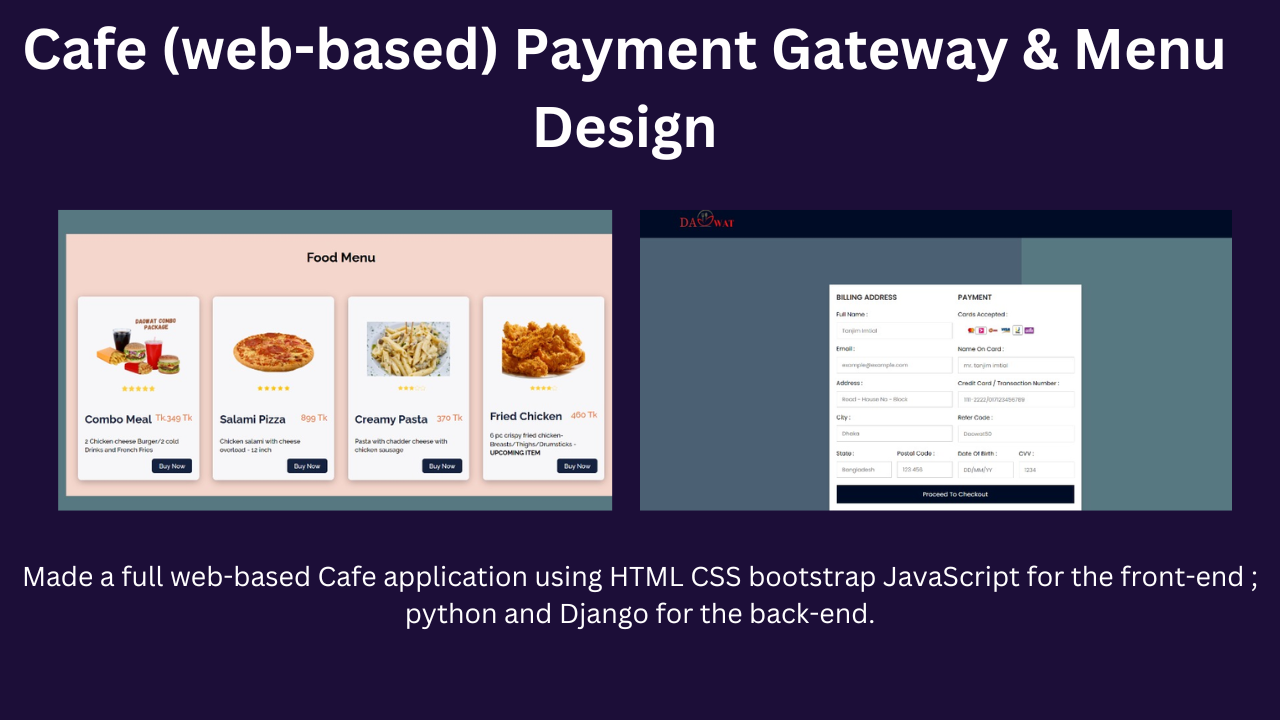 Cafe (web-based) Payment Gateway & Menu
Design
Food Menu
DAOWAT COMBO
PACKAGE
Combo Meal Tk.349 Tk
2 Chicken cheese Burger/2 cold
Drinks and French Fries
Buy Now
Salami Pizza 899 Tk
Chicken salami with cheese
overload - 12 inch
Buy Now
Creamy Pasta 370 Tk
Pasta with chadder cheese with
chicken sausage
Buy Now
Fried Chicken 460 Tk
6 pc crispy fried chicken-
Breasts/Thighs/Drumsticks -
UPCOMING ITEM
Buy Now
DAOWAT
BILLING ADDRESS
Full Name :
Tanjim Imtial
Email :
example@example.com
Address :
Road - House No - Block
City :
Dhaka
State :
Bangladesh
Postal Code :
123 456
PAYMENT
Cards Accepted :
Name On Card :
mr. tanjim imtial
Credit Card / Transaction Number :
1111-2222/017123456789
Refer Code :
Daowat50
Date Of Birth :
DD/MM/YY
CVV :
1234
Proceed To Checkout
Made a full web-based Cafe application using HTML CSS bootstrap JavaScript for the front-end ;
python and Django for the back-end.